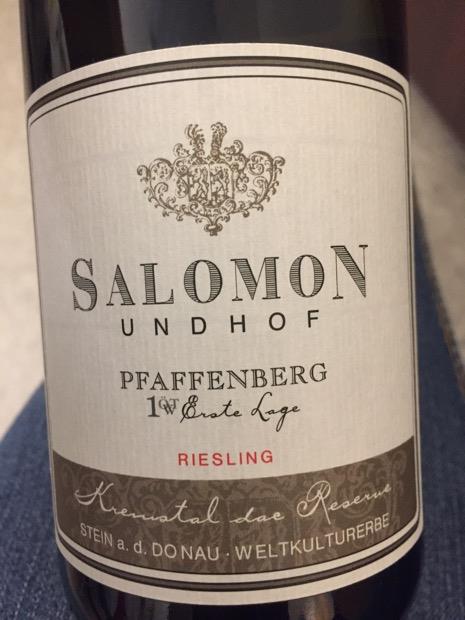 SALOMON
UNDHOF
PFAFFENBERG
1ÖTW Erste Lage
RIESLING
Kremstal dac Reserve
STEIN a. d. DONAU · WELTKULTURERBE